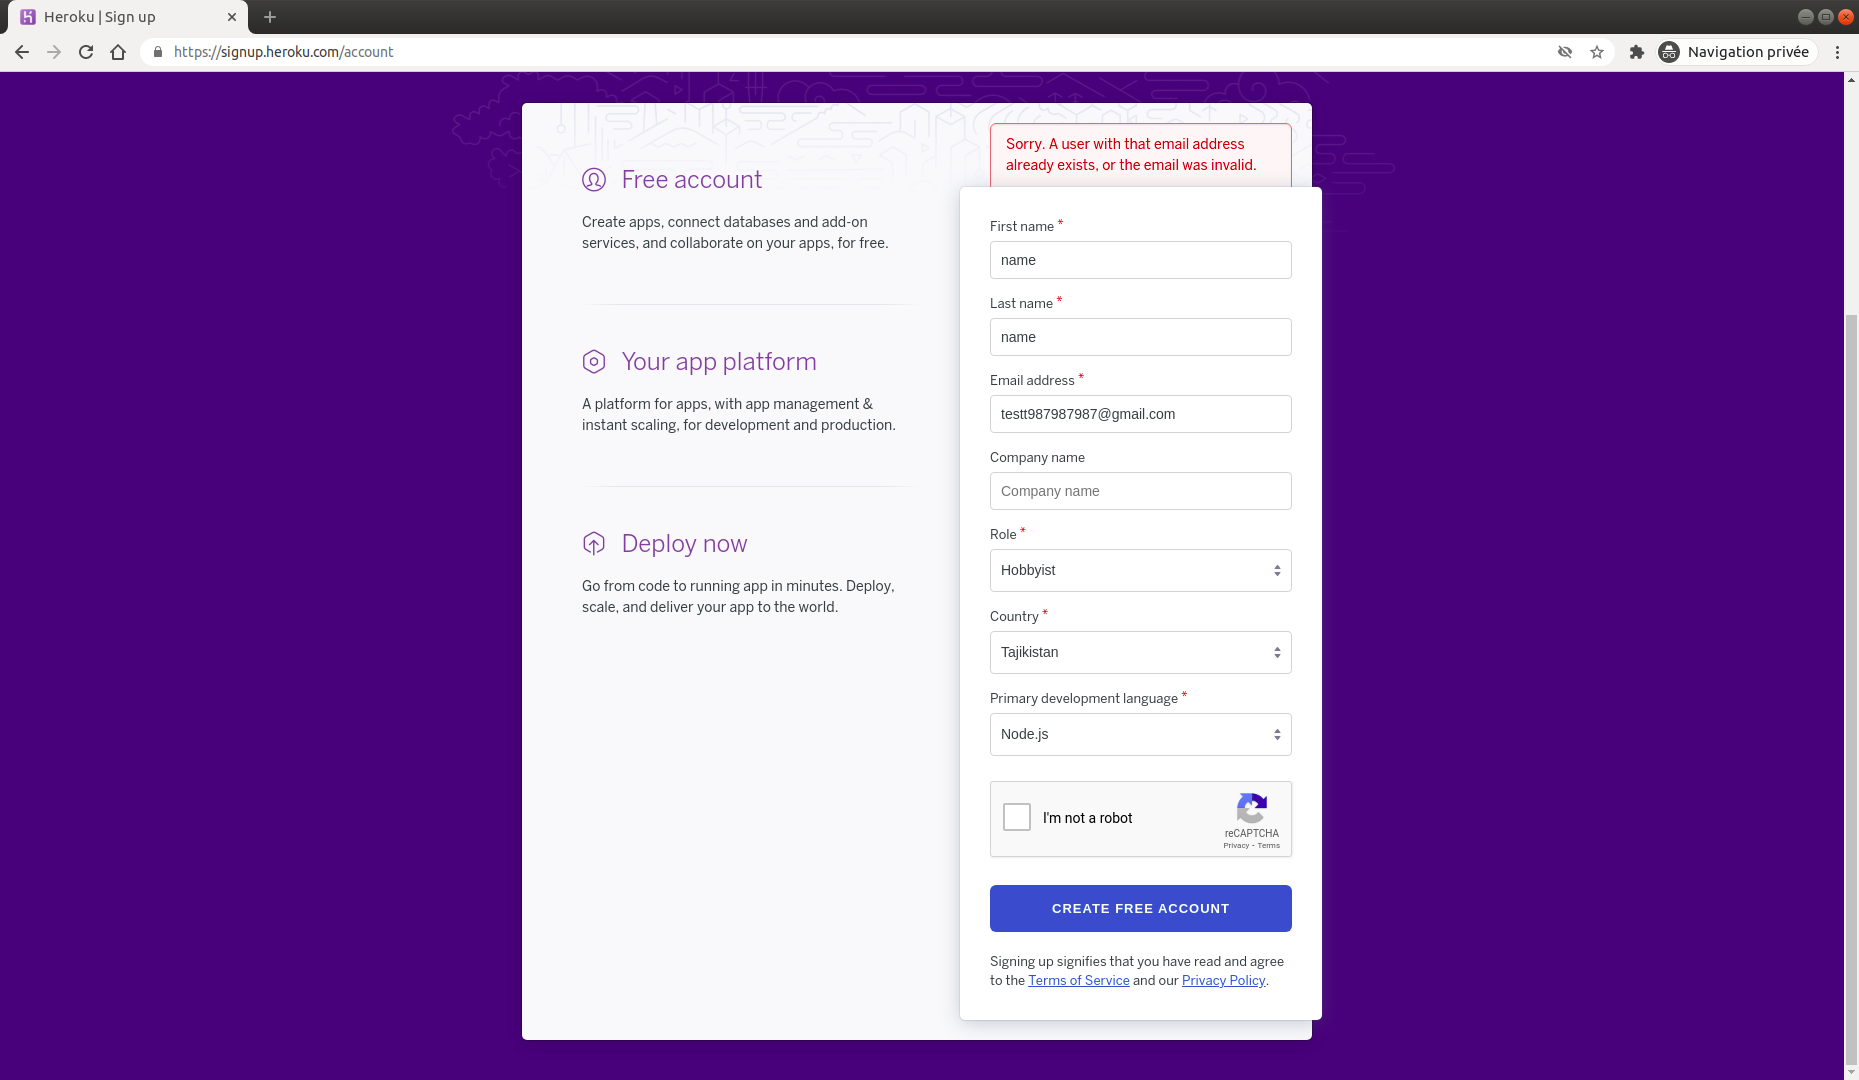 Heroku | Sign up
https://signup.heroku.com/account
Navigation privée
Sorry. A user with that email address
already exists, or the email was invalid.
Free account
Create apps, connect databases and add-on
services, and collaborate on your apps, for free.
Your app platform
A platform for apps, with app management &
instant scaling, for development and production.
Deploy now
Go from code to running app in minutes. Deploy,
scale, and deliver your app to the world.
First name *
name
Last name *
name
Email address *
testt987987987@gmail.com
Company name
Company name
Role *
Hobbyist
Country *
Tajikistan
Primary development language *
Node.js
I'm not a robot
reCAPTCHA
Privacy - Terms
CREATE FREE ACCOUNT
Signing up signifies that you have read and agree
to the Terms of Service and our Privacy Policy.